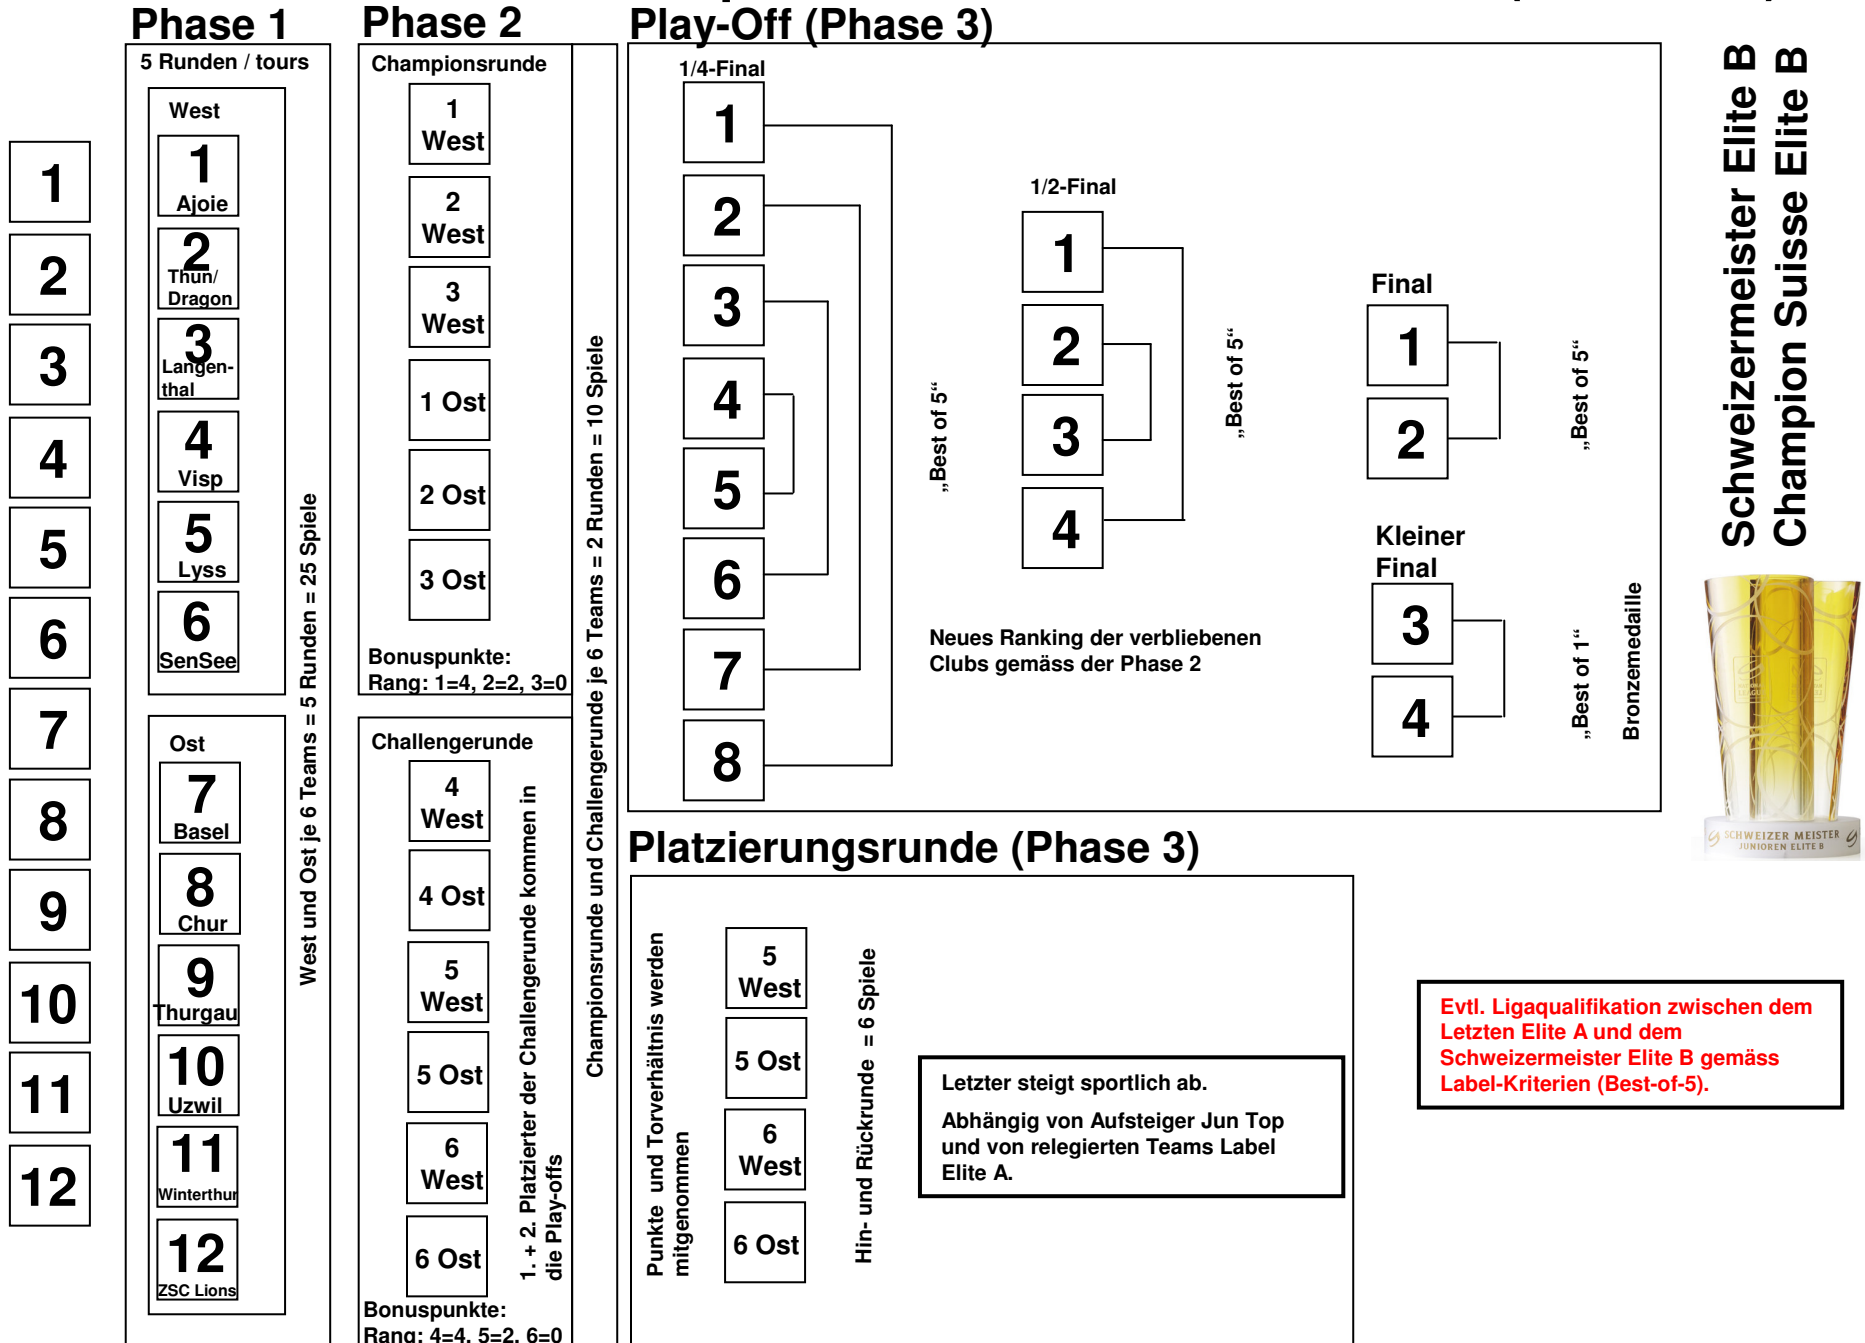 Phase 1
Phase 2
Play-Off (Phase 3)
1
2
3
4
5
6
7
8
9
10
11
12
5 Runden / tours
West
1
Ajoie
2
Thun/
Dragon
3
Langen-
thal
4
Visp
5
Lyss
6
SenSee
Ost
7
Basel
8
Chur
9
Thurgau
10
Uzwil
11
Winterthur
12
ZSC Lions
West und Ost je 6 Teams = 5 Runden = 25 Spiele
Championsrunde
1
West
2
West
3
West
1 Ost
2 Ost
3 Ost
Bonuspunkte:
Rang: 1=4, 2=2, 3=0
Challengerunde
4
West
4 Ost
5
West
5 Ost
6
West
6 Ost
1. + 2. Platzierter der Challengerunde kommen in
die Play-offs
Bonuspunkte:
Rang: 4=4, 5=2, 6=0
Championsrunde und Challengerunde je 6 Teams = 2 Runden = 10 Spiele
1/4-Final
1
2
3
4
5
6
7
8
„Best of 5“
1/2-Final
1
2
3
4
„Best of 5“
Neues Ranking der verbliebenen
Clubs gemäss der Phase 2
Final
1
2
„Best of 5“
Kleiner
Final
3
4
„Best of 1“
Bronzemedaille
Schweizermeister Elite B
Champion Suisse Elite B
SCHWEIZER MEISTER
JUNIOREN ELITE B
Platzierungsrunde (Phase 3)
Punkte und Torverhältnis werden
mitgenommen
5
West
5 Ost
6
West
6 Ost
Hin- und Rückrunde = 6 Spiele
Letzter steigt sportlich ab.
Abhängig von Aufsteiger Jun Top
und von relegierten Teams Label
Elite A.
Evtl. Ligaqualifikation zwischen dem
Letzten Elite A und dem
Schweizermeister Elite B gemäss
Label-Kriterien (Best-of-5).